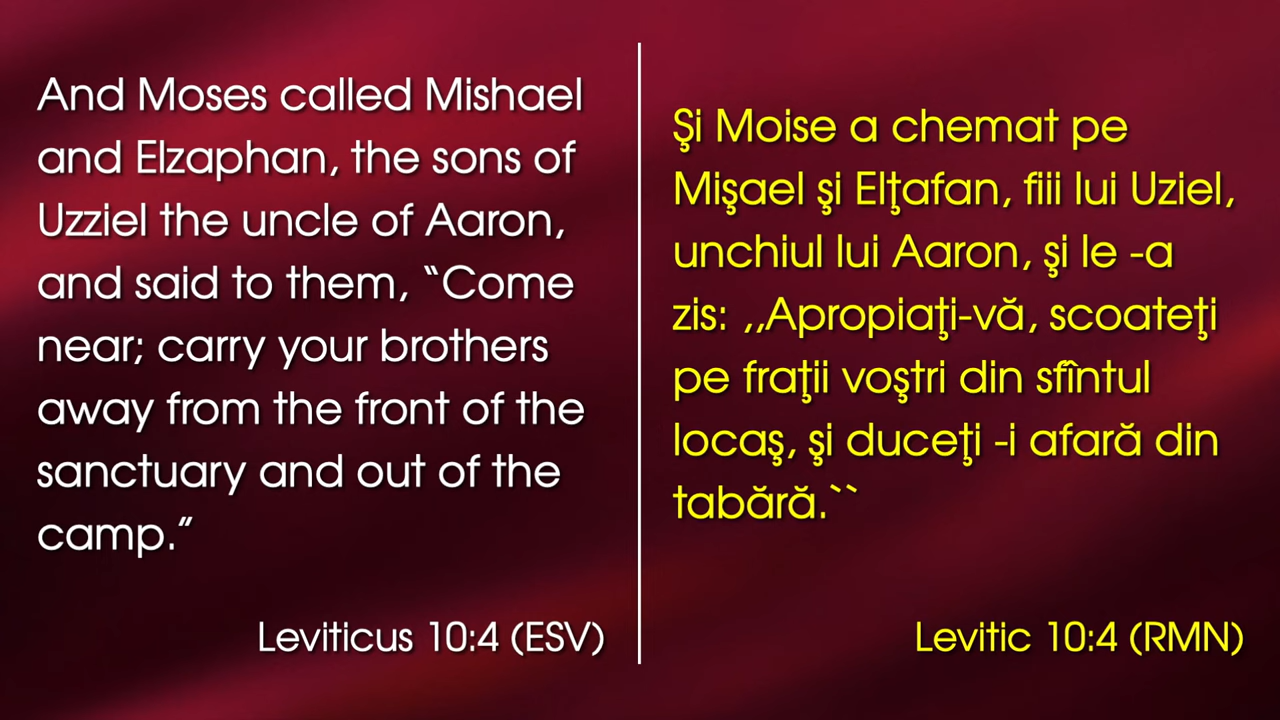 And Moses called Mishael
and Elzaphan, the sons of
Uzziel the uncle of Aaron,
and said to them, “Come
near; carry your brothers
away from the front of the
sanctuary and out of the
camp.”
Leviticus 10:4 (ESV)
Şi Moise a chemat pe
Mişael şi Elţafan, fiii lui Uziel,
unchiul lui Aaron, şi le -a
zis: ,,Apropiaţi-vă, scoateţi
pe fraţii voştri din sfîntul
locaş, şi duceţi -i afară din
tabără.``
Levitic 10:4 (RMN)